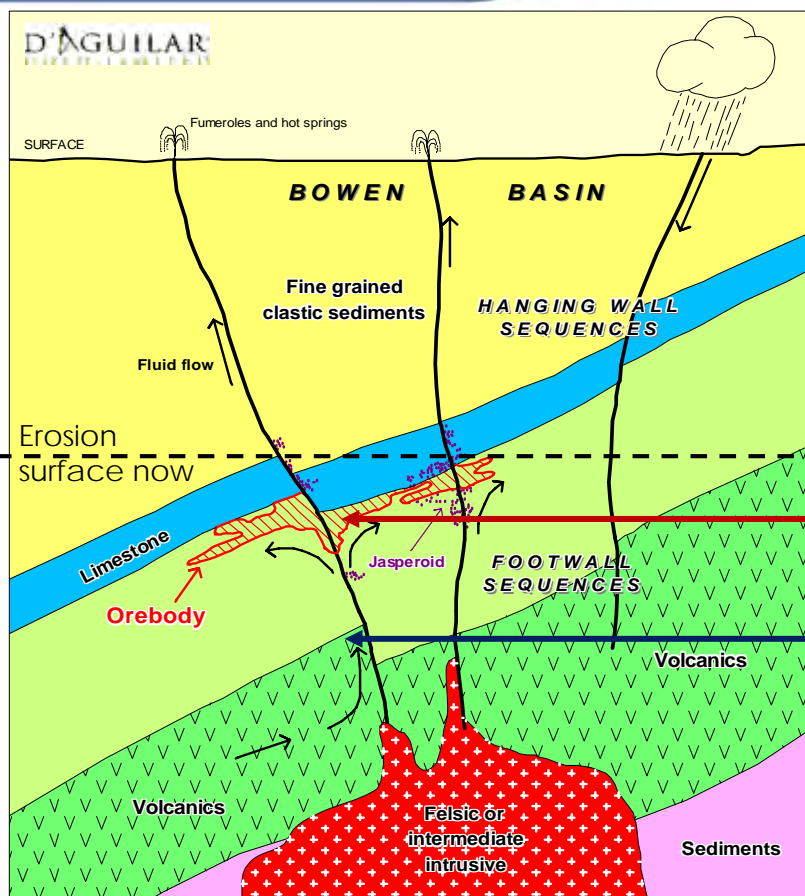 D'AGUILAR
Fumeroles and hot springs
SURFACE
BOWEN BASIN
Fine grained
clastic sediments
HANGING WALL
SEQUENCES
Fluid flow
Erosion
surface now
Limestone
Jasperoid
FOOTWALL
SEQUENCES
Orebody
Volcanics
Volcanics
Felsic or
intermediate
intrusive
Sediments